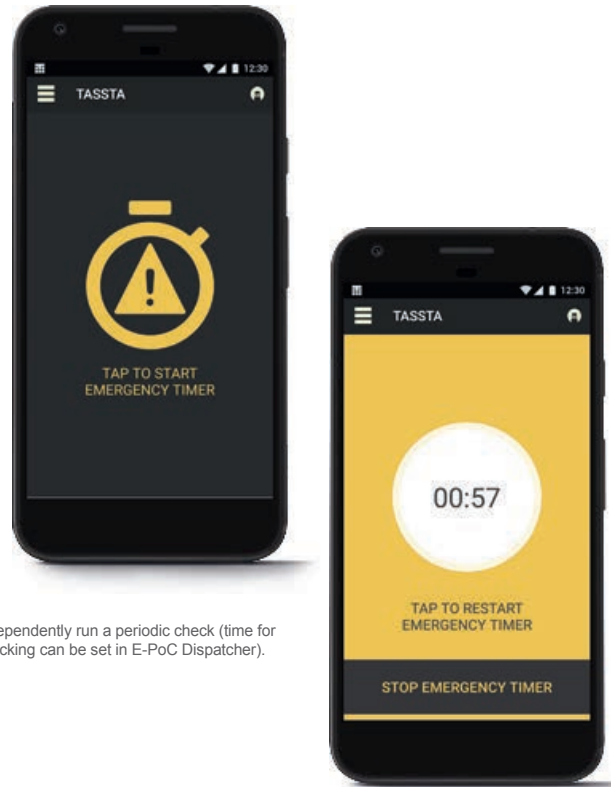 12:30
TASSTA
TAP TO START
EMERGENCY TIMER
12:30
TASSTA
00:57
TAP TO RESTART
EMERGENCY TIMER
STOP EMERGENCY TIMER
ependently run a periodic check (time for
cking can be set in E-PoC Dispatcher).